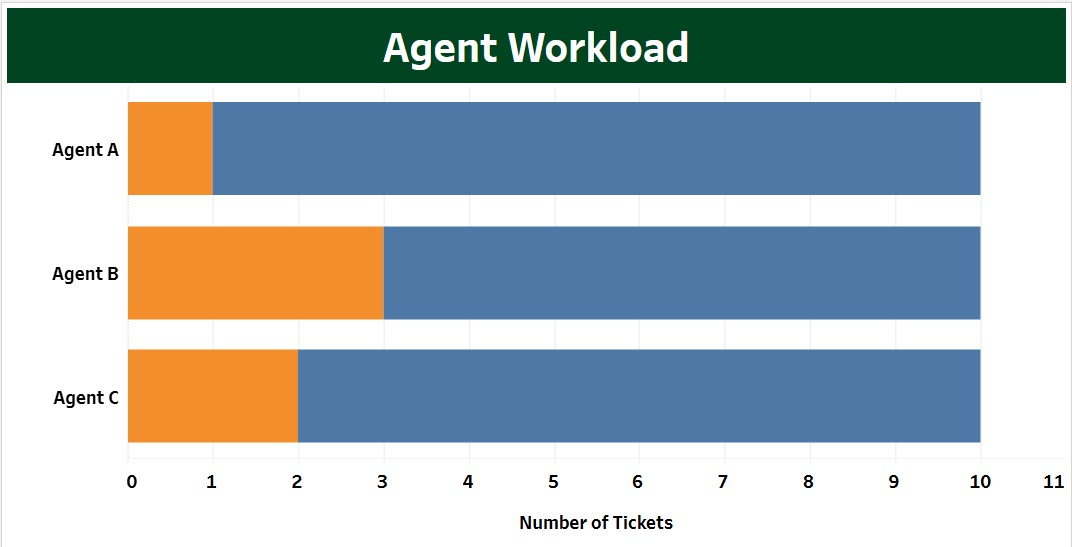 Agent Workload
Agent A
Agent B
Agent C
0 1 2 3 4 5 6 7 8 9 10 11
Number of Tickets